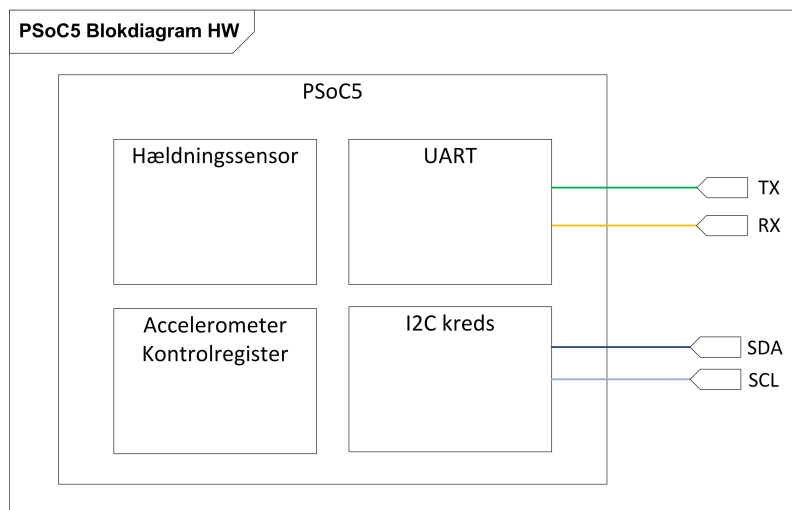 PSoC5 Blokdiagram HW
PSoC5
Hældningssensor
UART
TX
RX
Accelerometer
Kontrolregister
I2C kreds
SDA
SCL